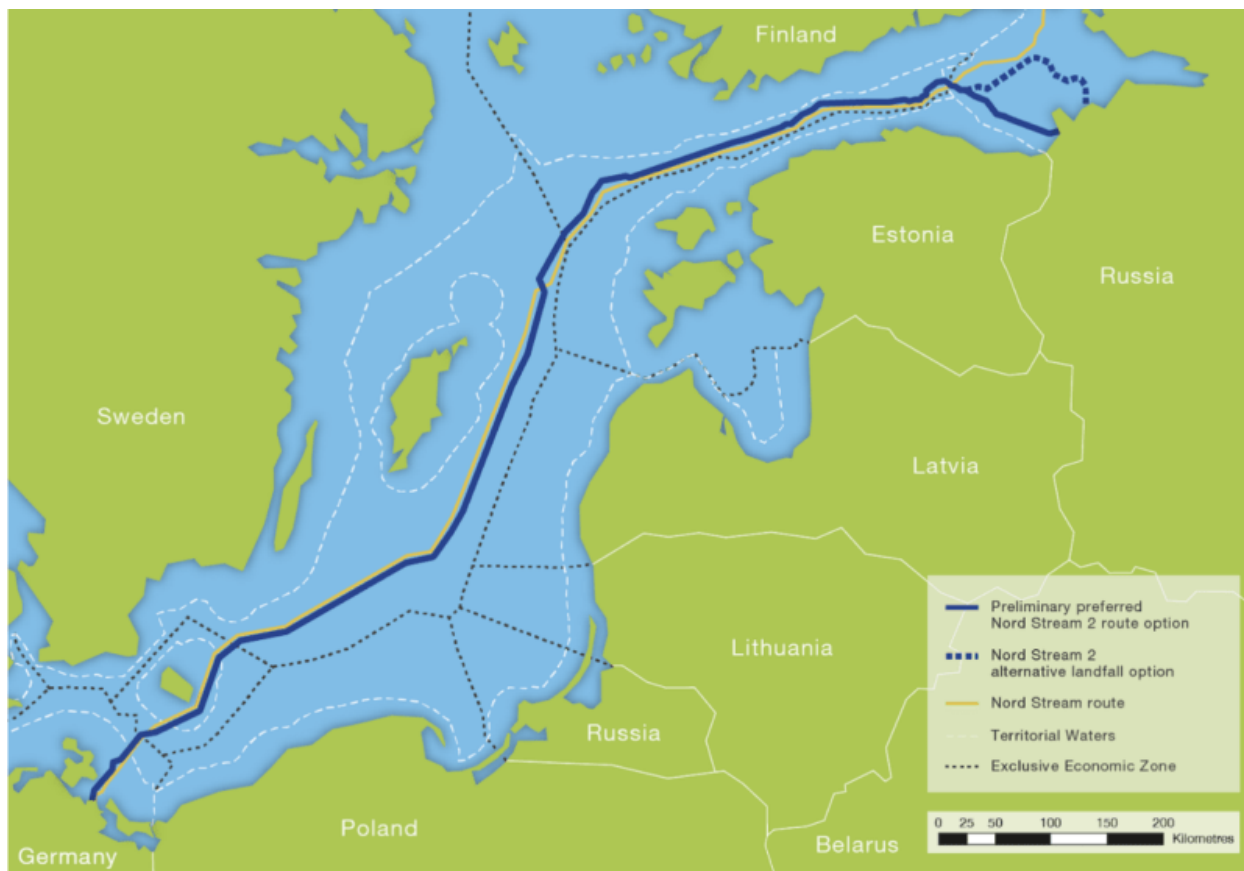 Finland
Estonia
Russia
Sweden
Latvia
Lithuania
Russia
Poland
Belarus
Germany
Preliminary preferred
Nord Stream 2 route option
Nord Stream 2
alternative landfall option
Nord Stream route
Territorial Waters
Exclusive Economic Zone
0 25 50 100 150 200
Kilometres